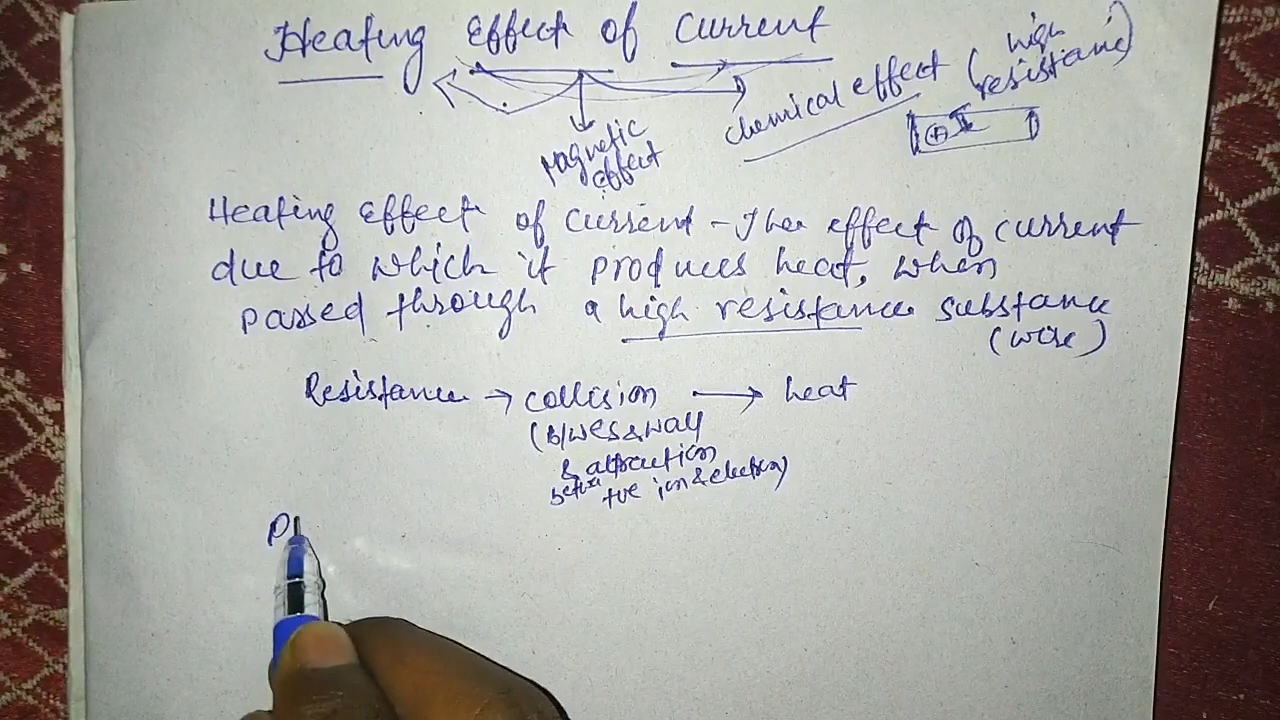 Heating Effect of Current
Magnetic
effect
chemical effect (high
resistance)
Heating Effect of Current - The effect of current
due to which it produces heat, when
passed through a high resistance substance
(wire)
Resistance → collision → heat
& attraction
+ve ion & electron)
P